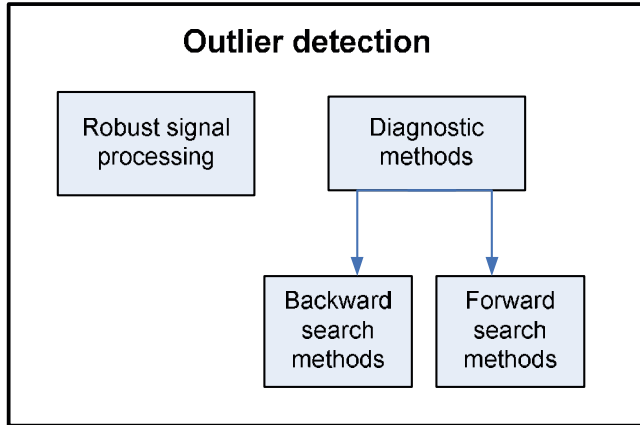 Outlier detection
Robust signal
processing
Diagnostic
methods
Backward
search
methods
Forward
search
methods